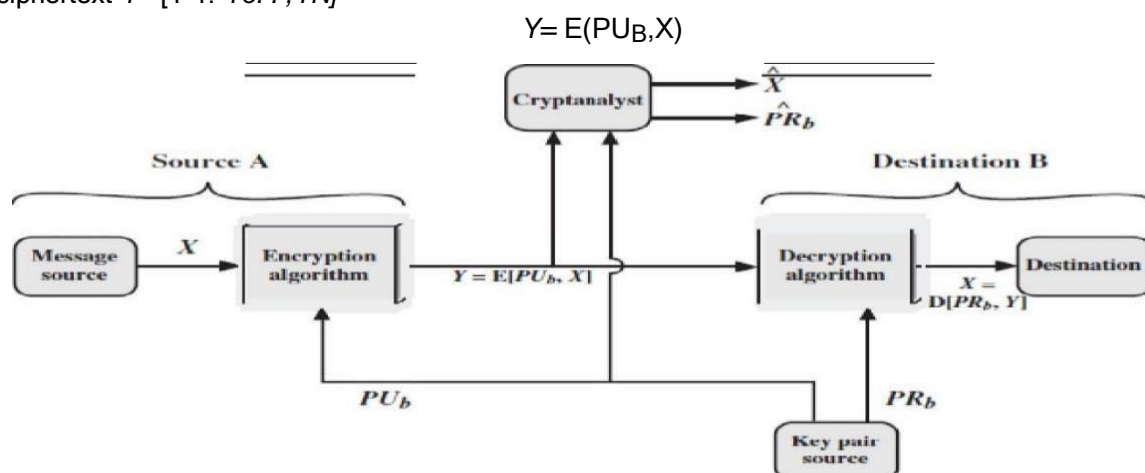 Y= E(PUB,X)
X̂
Cryptanalyst
P̂Rb
Source A
Destination B
Message source
X
Encryption algorithm
Y = E[PUb, X]
Decryption algorithm
X = D[PRb, Y]
Destination
PUb
PRb
Key pair source